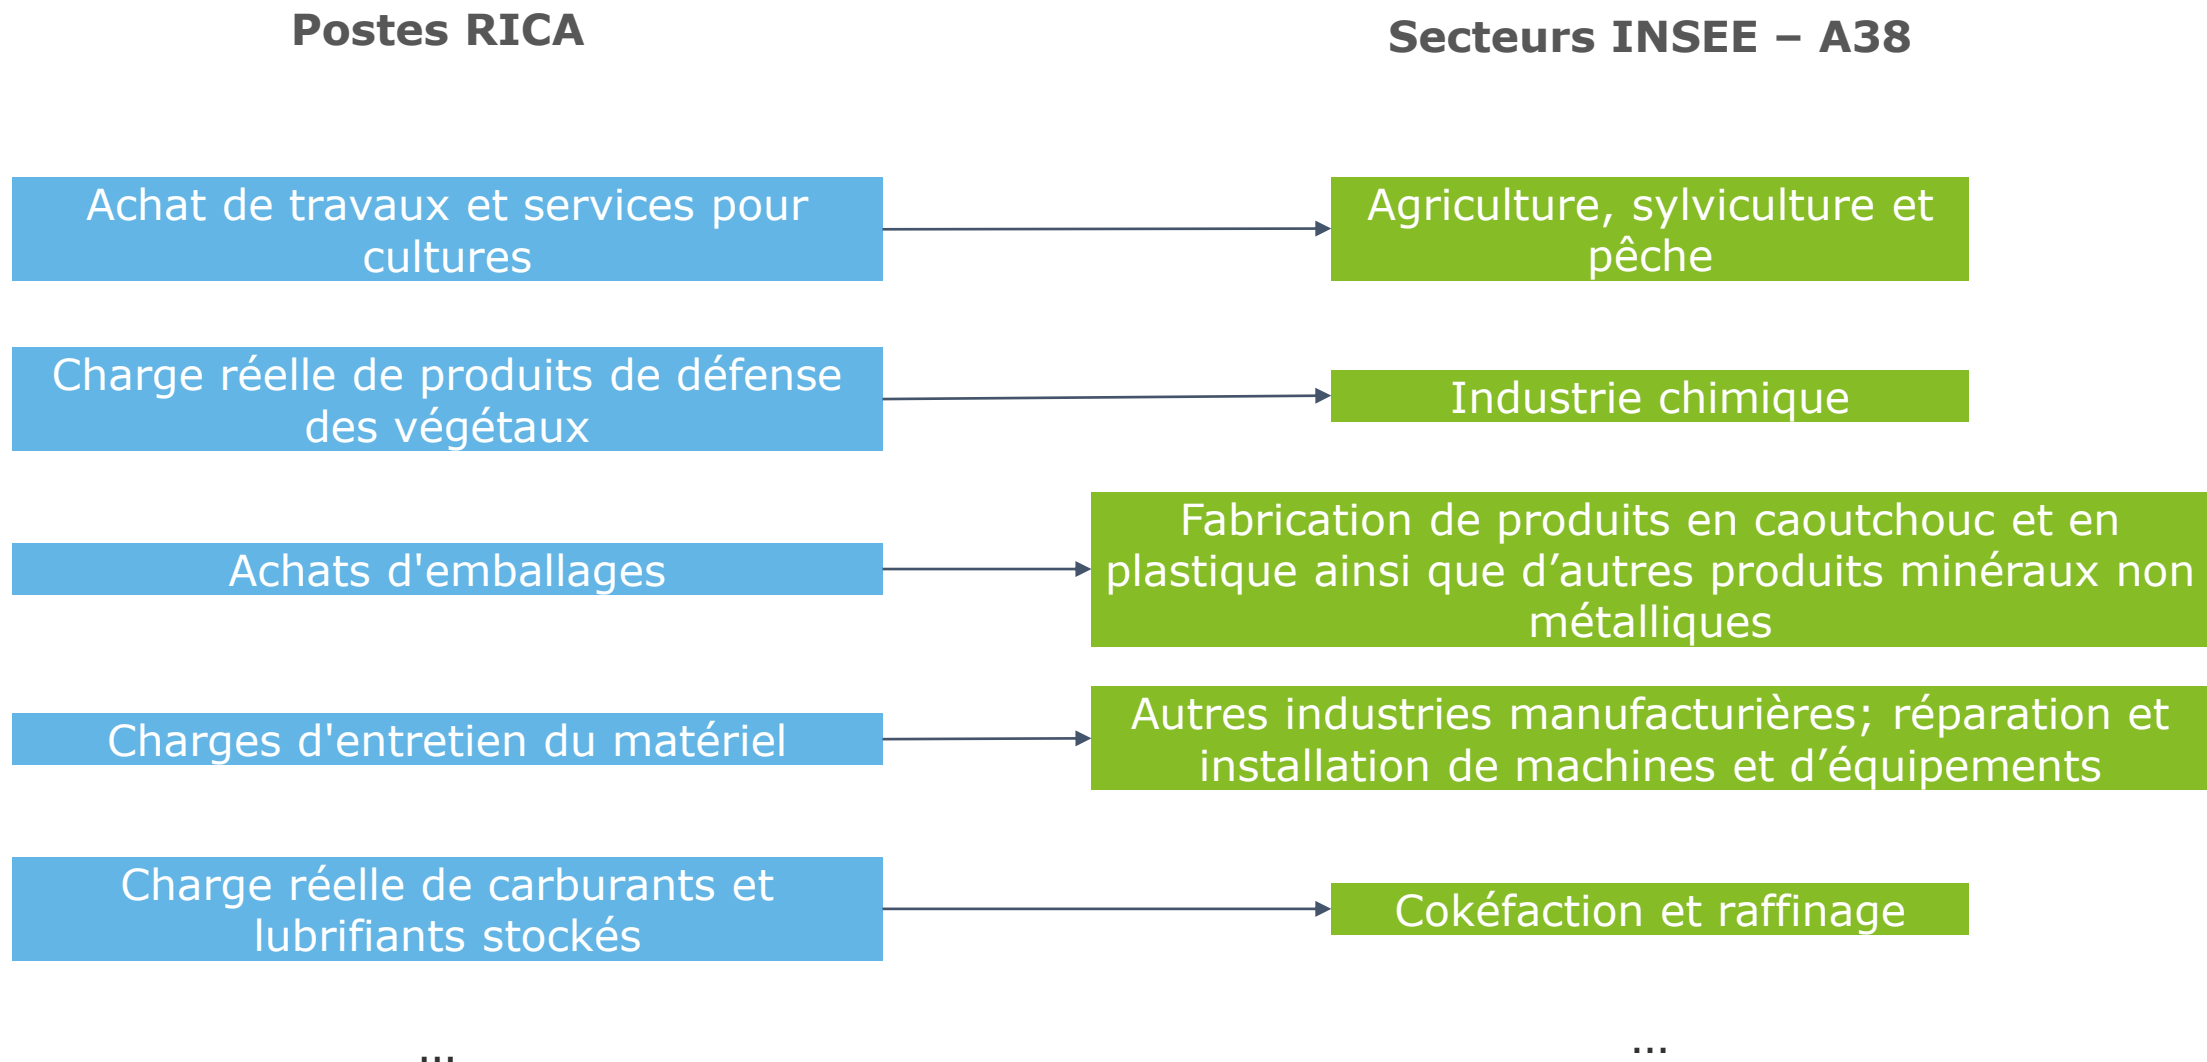 Postes RICA
Secteurs INSEE – A38
Achat de travaux et services pour
cultures
Agriculture, sylviculture et
pêche
Charge réelle de produits de défense
des végétaux
Industrie chimique
Achats d'emballages
Fabrication de produits en caoutchouc et en
plastique ainsi que d’autres produits minéraux non
métalliques
Charges d'entretien du matériel
Autres industries manufacturières; réparation et
installation de machines et d’équipements
Charge réelle de carburants et
lubrifiants stockés
Cokéfaction et raffinage
...
...